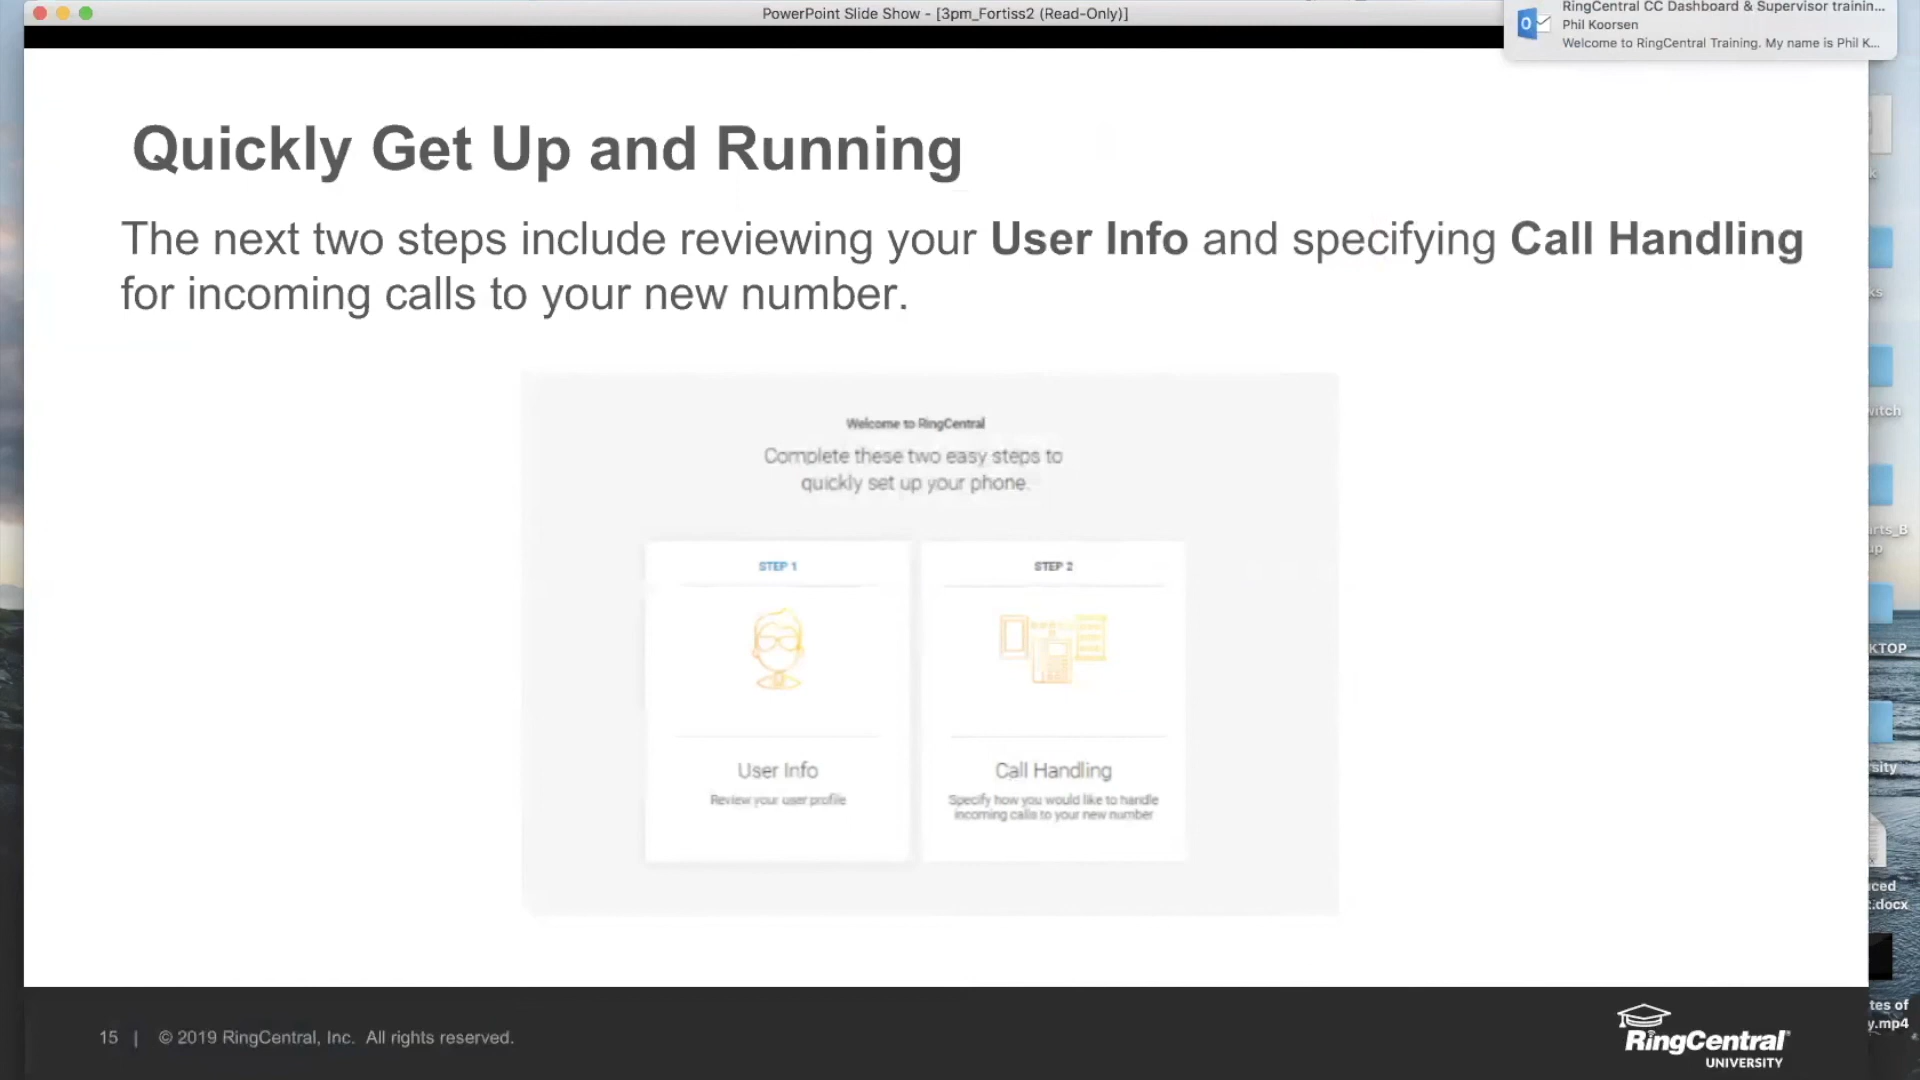 PowerPoint Slide Show - [3pm_Fortiss2 (Read-Only)]
RingCentral CC Dashboard & Supervisor trainin...
Phil Koorsen
Welcome to RingCentral Training. My name is Phil K...
Quickly Get Up and Running
The next two steps include reviewing your User Info and specifying Call Handling
for incoming calls to your new number.
Welcome to RingCentral
Complete these two easy steps to
quickly set up your phone.
STEP 1
User Info
Review your user profile
STEP 2
Call Handling
Specify how you would like to handle
incoming calls to your new number
15 | © 2019 RingCentral, Inc. All rights reserved.
RingCentral
UNIVERSITY
KTOP
.docx
y.mp4